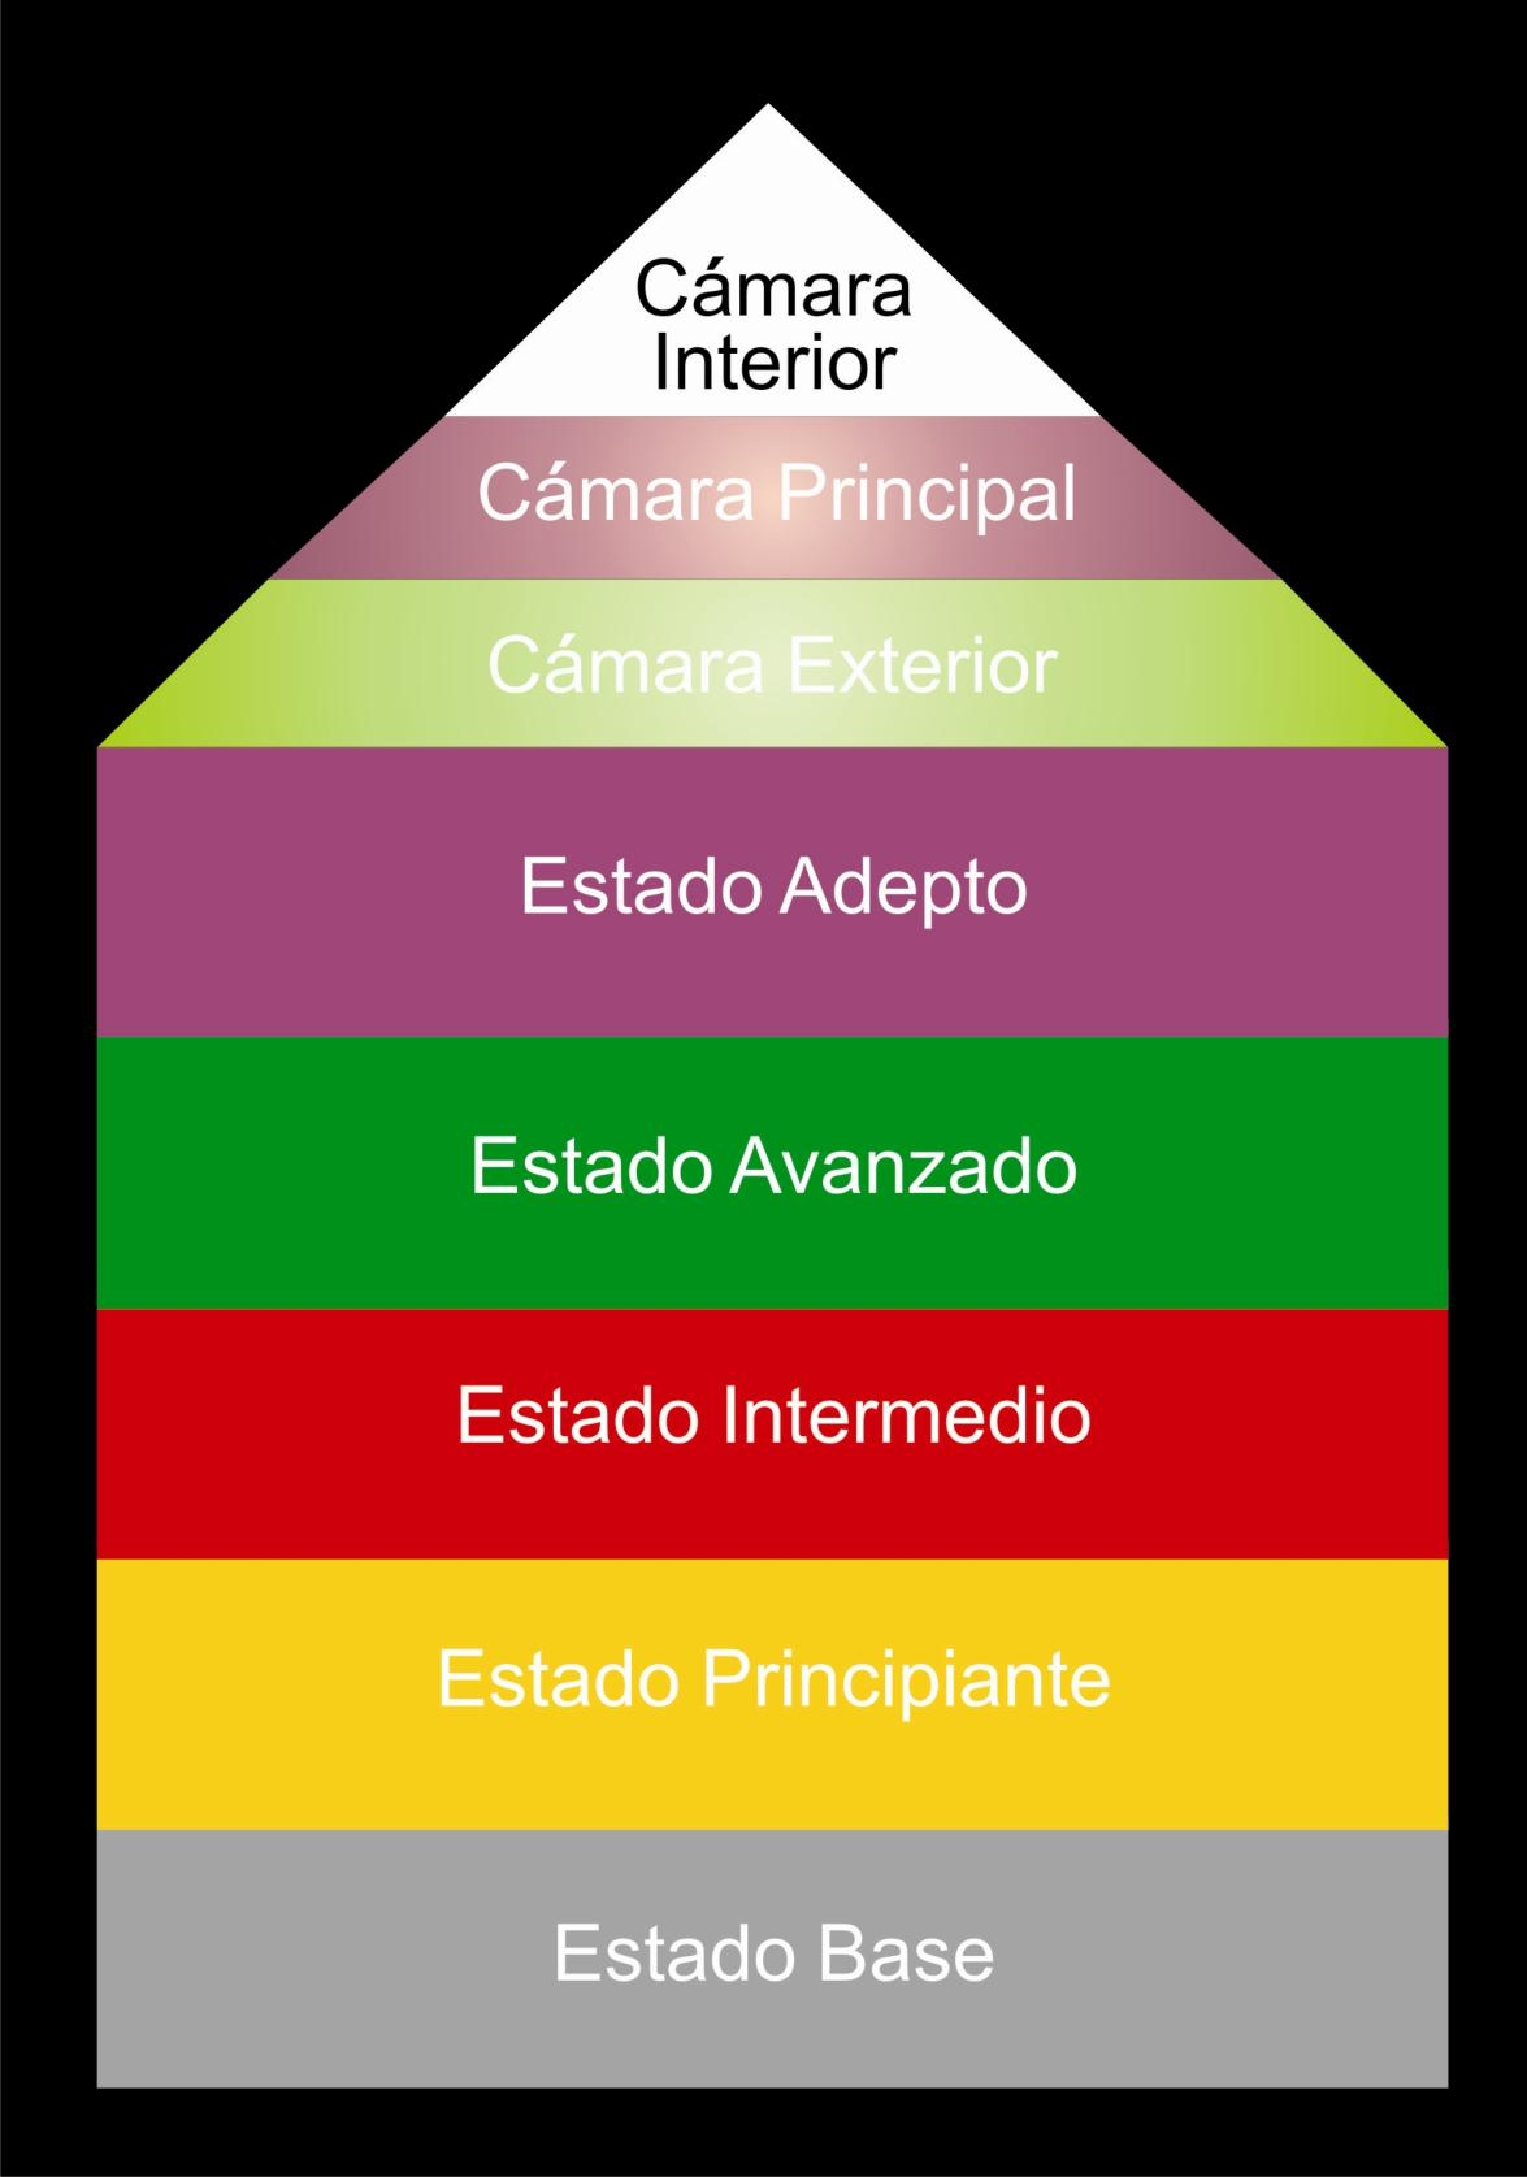 Cámara
Interior
Cámara Principal
Cámara Exterior
Estado Adepto
Estado Avanzado
Estado Intermedio
Estado Principiante
Estado Base